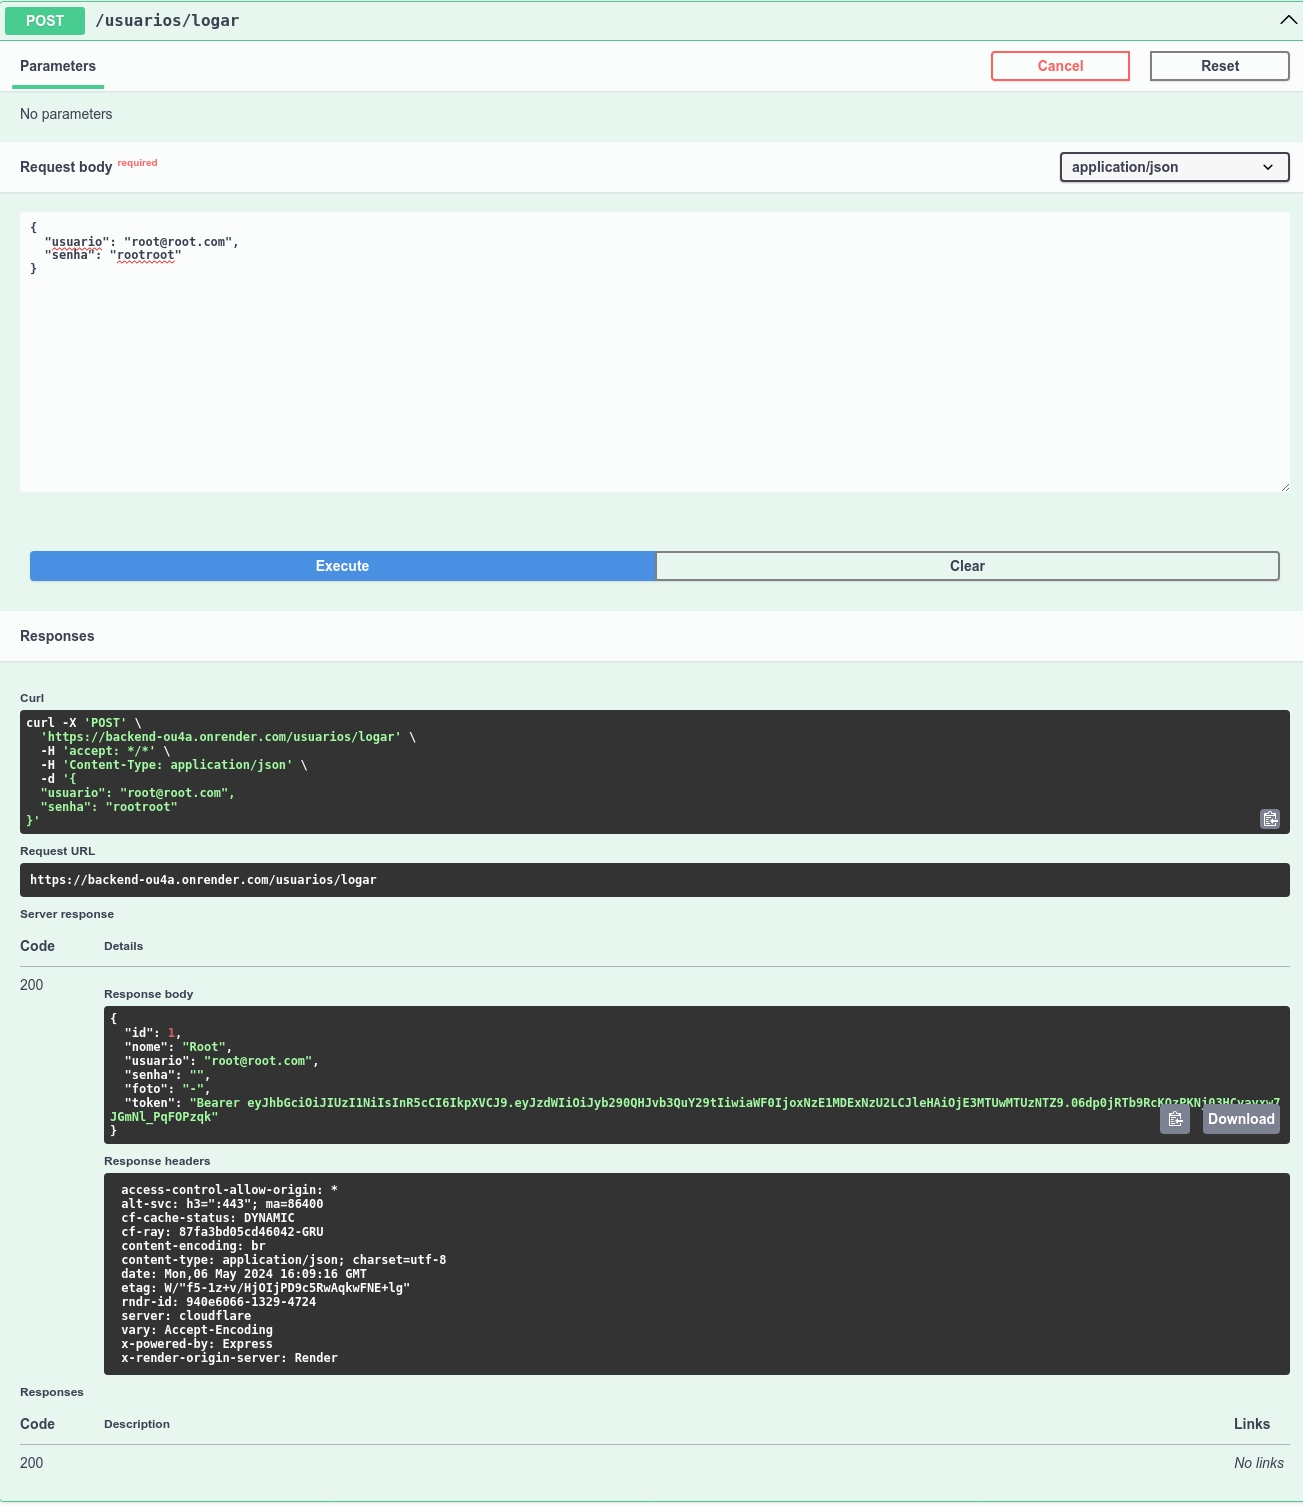 POST /usuarios/logar
Parameters
Cancel
Reset
No parameters
Request body required
application/json
{
  "usuario": "root@root.com",
  "senha": "rootroot"
}
Execute
Clear
Responses
Curl
curl -X 'POST' \
  'https://backend-ou4a.onrender.com/usuarios/logar' \
  -H 'accept: */*' \
  -H 'Content-Type: application/json' \
  -d '{
  "usuario": "root@root.com",
  "senha": "rootroot"
}'
Request URL
https://backend-ou4a.onrender.com/usuarios/logar
Server response
Code Details
200
Response body
{
  "id": 1,
  "nome": "Root",
  "usuario": "root@root.com",
  "senha": "",
  "foto": "-",
  "token": "Bearer
JGmNl_PqFOPzqk"
}
Download
Response headers
access-control-allow-origin: *
alt-svc: h3=":443"; ma=86400
cf-cache-status: DYNAMIC
cf-ray: 87fa3bd05cd46042-GRU
content-encoding: br
content-type: application/json; charset=utf-8
date: Mon,06 May 2024 16:09:16 GMT
etag: W/"f5-1z+v/HjOIjPD9c5RwAqkwFNE+lg"
rndr-id: 940e6066-1329-4724
server: cloudflare
vary: Accept-Encoding
x-powered-by: Express
x-render-origin-server: Render
Responses
Code Description Links
200 No links